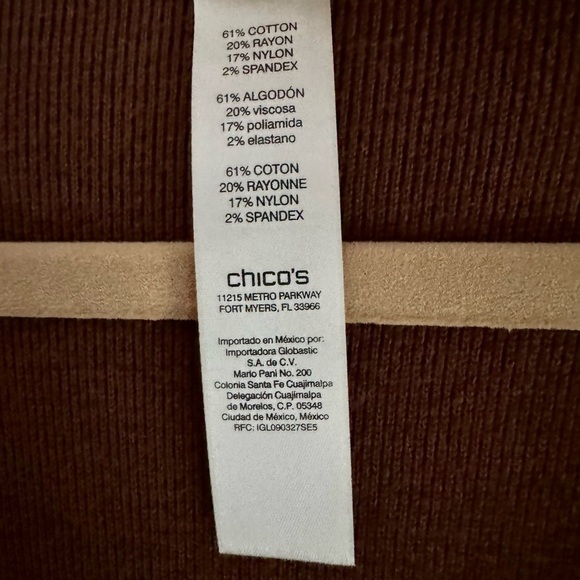 61% COTTON
20% RAYON
17% NYLON
2% SPANDEX
61% ALGODÓN
20% viscosa
17% poliamida
2% elastano
61% COTON
20% RAYONNE
17% NYLON
2% SPANDEX
chico's
11215 METRO PARKWAY
FORT MYERS, FL 33966
Importado en México por:
Importadora Globastic
S.A. de C.V.
Mario Pani No. 200
Colonia Santa Fe Cuajimalpa
Delegación Cuajimalpa
de Morelos, C.P. 05348
Ciudad de México, México
RFC: IGL090327SE5